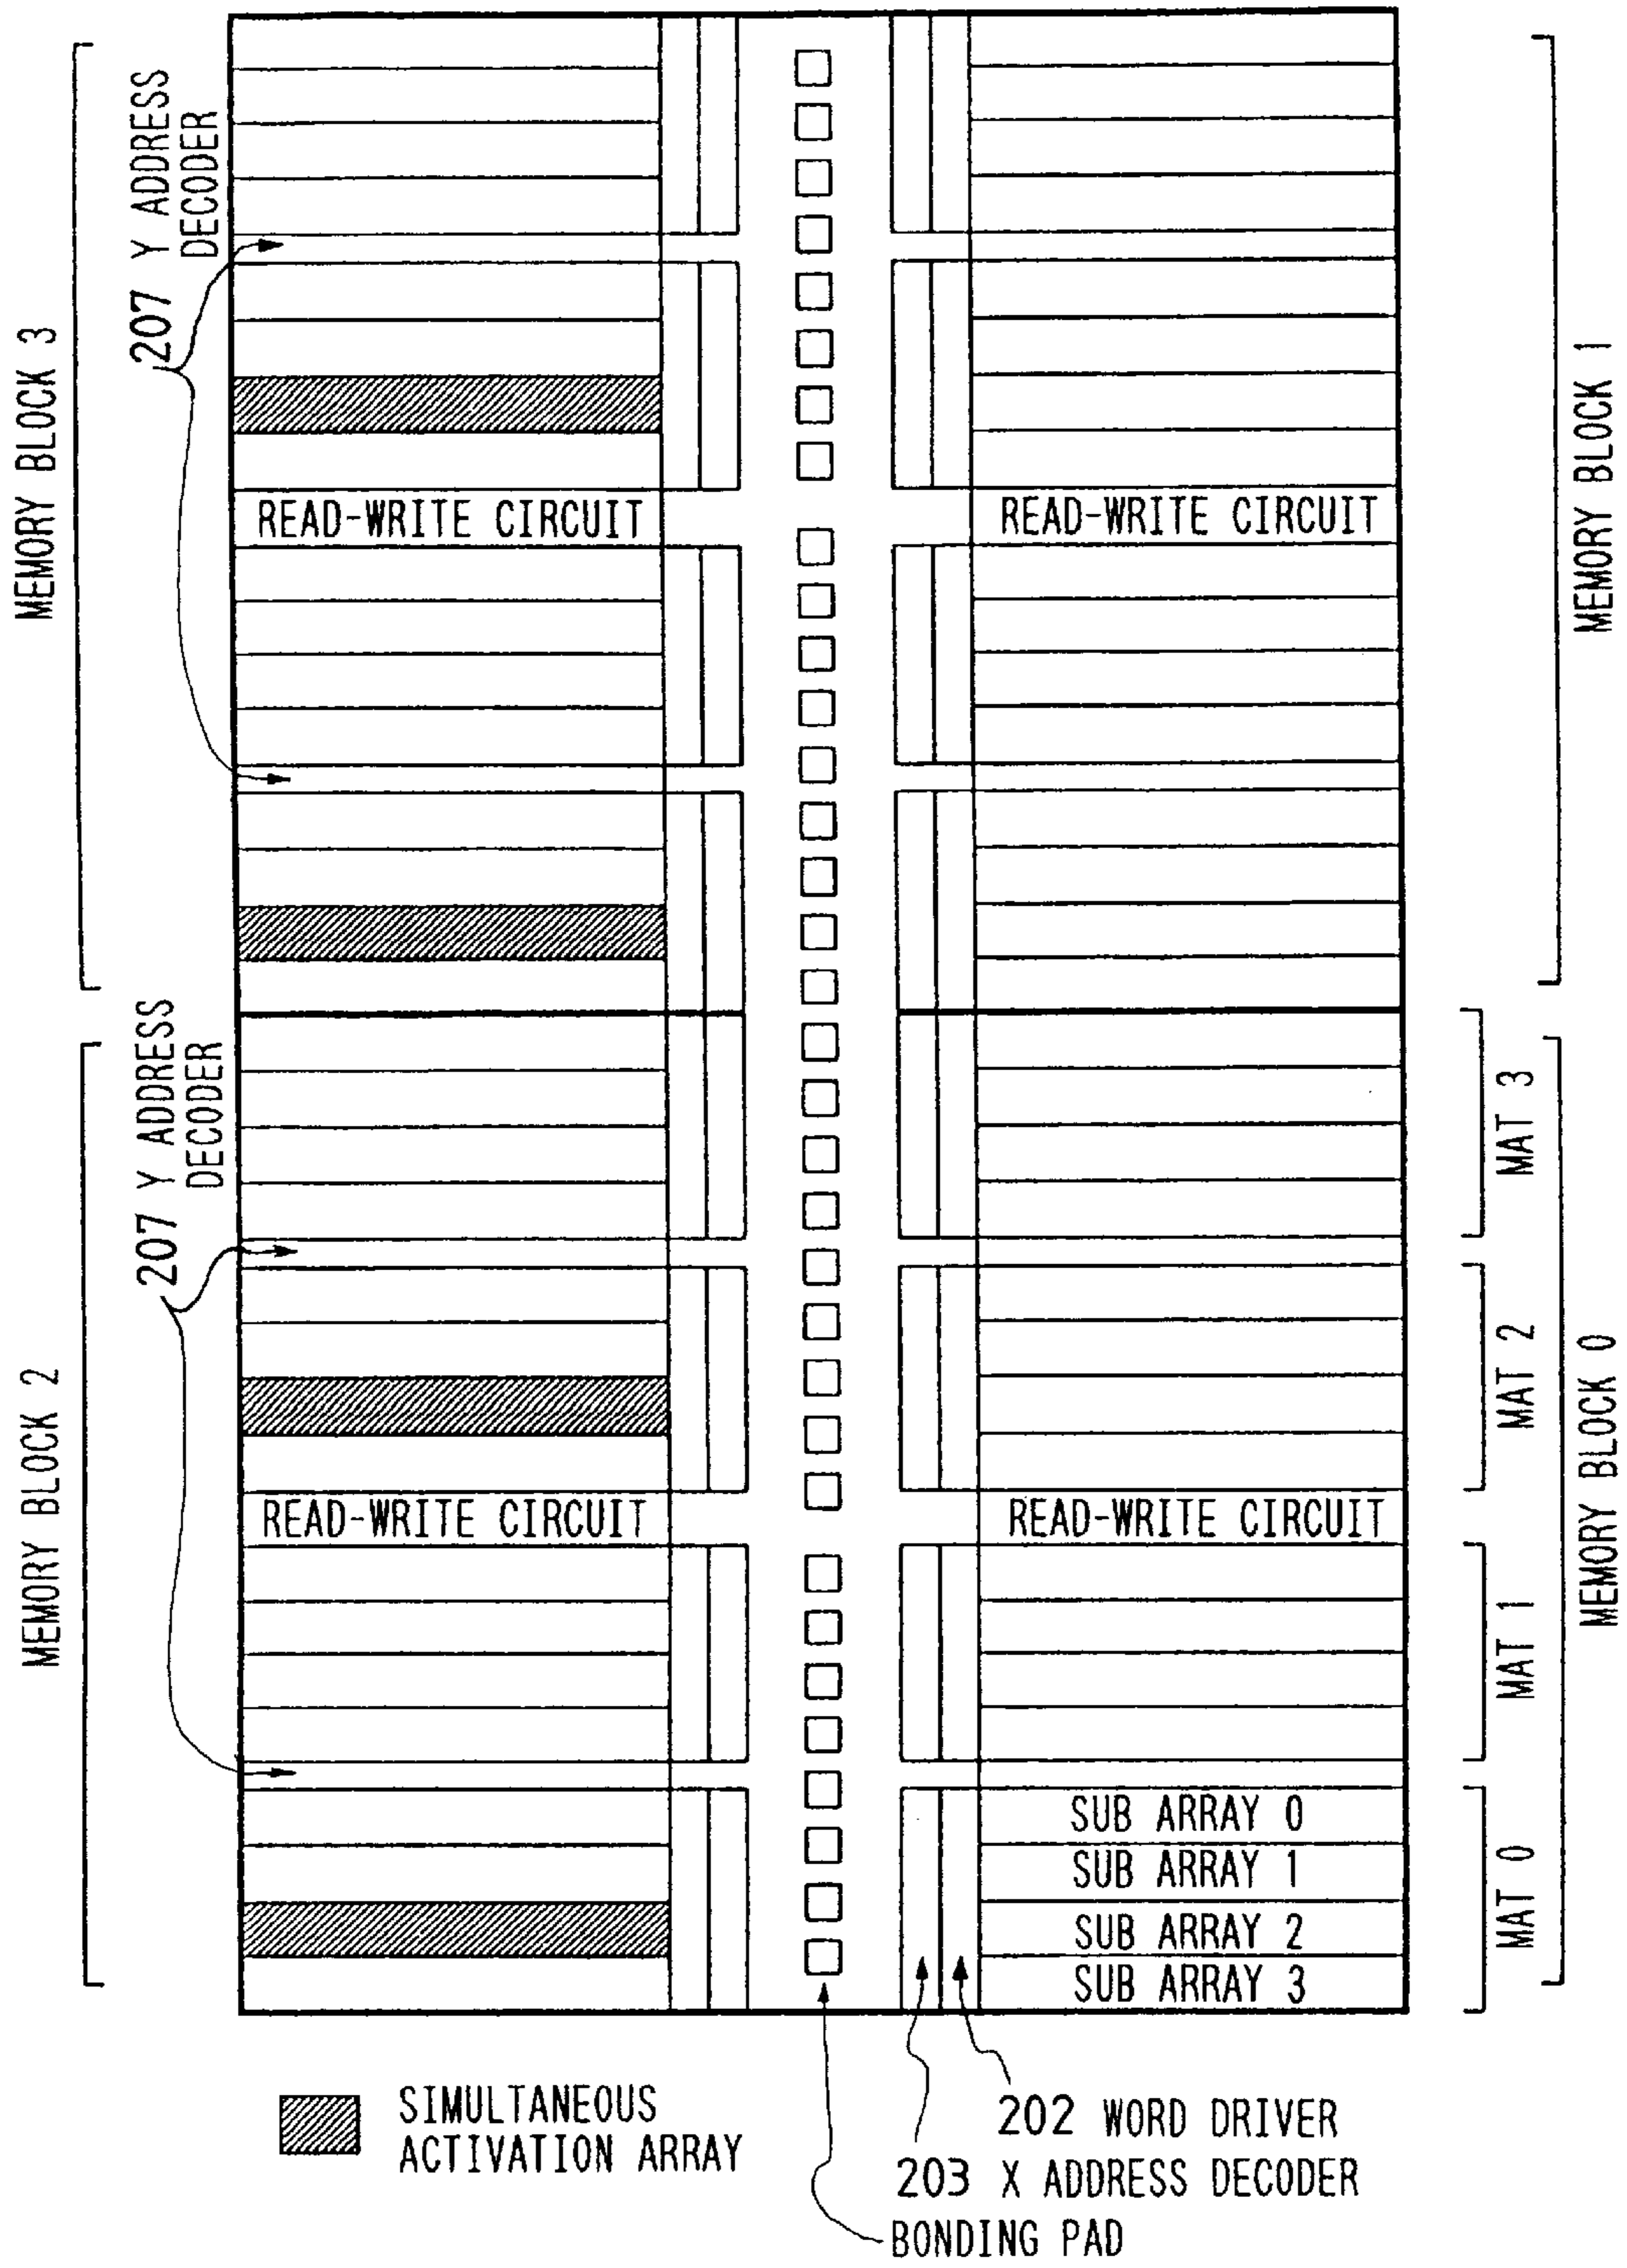 MEMORY BLOCK 3
207 Y ADDRESS
DECODER
READ-WRITE CIRCUIT
READ-WRITE CIRCUIT
MEMORY BLOCK 1
MEMORY BLOCK 2
207 Y ADDRESS
DECODER
READ-WRITE CIRCUIT
READ-WRITE CIRCUIT
MAT 3
MAT 2
MAT 1
MAT 0
MEMORY BLOCK 0
SUB ARRAY 0
SUB ARRAY 1
SUB ARRAY 2
SUB ARRAY 3
SIMULTANEOUS
ACTIVATION ARRAY
202 WORD DRIVER
203 X ADDRESS DECODER
BONDING PAD